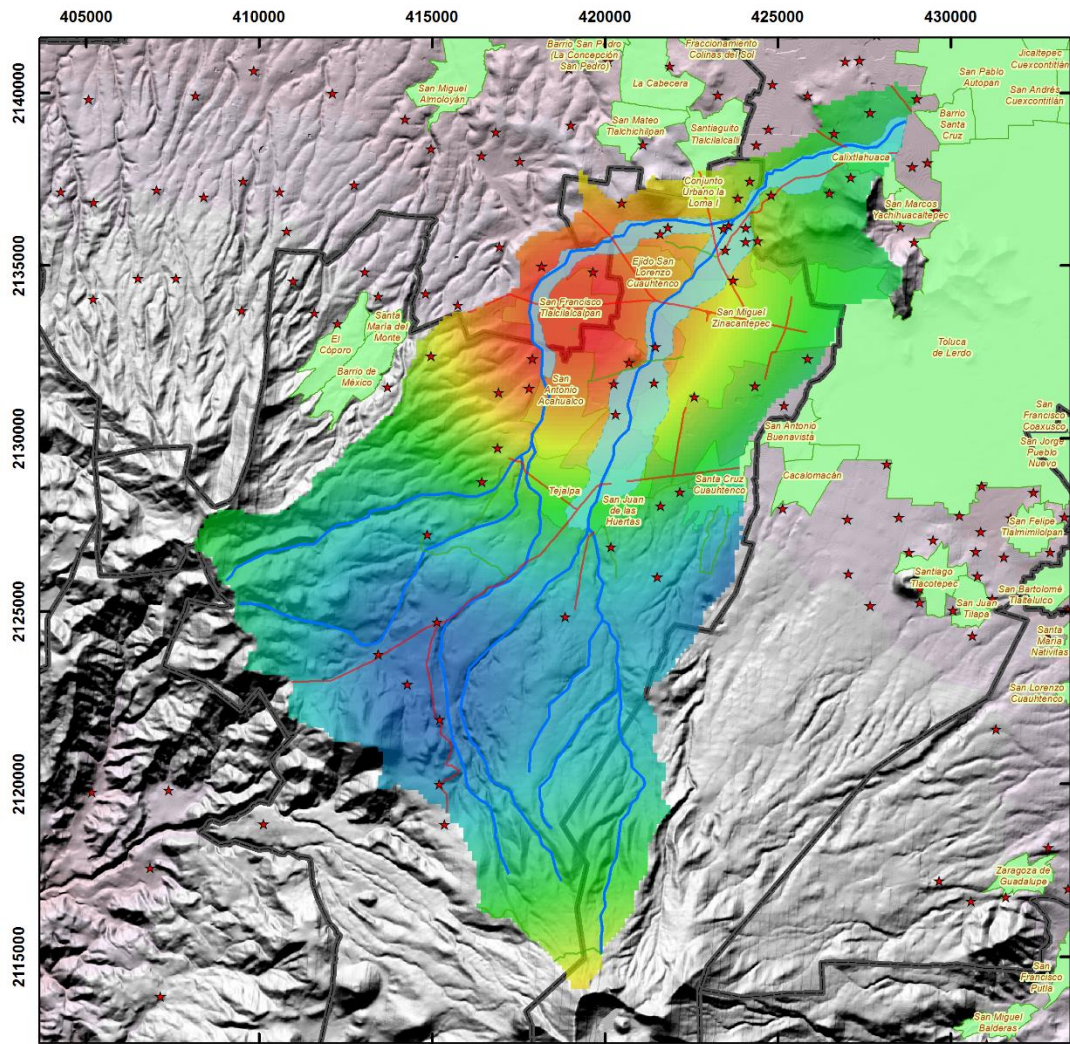 405000 410000 415000 420000 425000 430000
2140000
2135000
2130000
2125000
2120000
2115000
Barrio San Pedro
(La Concepción
San Pedro)
Fraccionamiento
Colinas del Sol
La Cabecera
San Pablo
Autopan
Jicaltepec
Cuexcontitlán
San Andrés
Cuexcontitlán
San Miguel
Almoloyán
San Mateo
Tlalchichilpan
Santiaguito
Tlalcilalcalli
Barrio
Santa
Cruz
Calixtlahuaca
Conjunto
Urbano la
Loma I
San Marcos
Yachihuacaltepec
Ejido San
Lorenzo
Cuauhtenco
San Francisco
Tlalcilalcalpan
San Miguel
Zinacantepec
Santa
María del
Monte
El
Cóporo
Barrio de
México
Toluca
de Lerdo
San
Antonio
Acahualco
San Antonio
Buenavista
San
Francisco
Coaxusco
San Jorge
Pueblo
Nuevo
Cacalomacán
Santa Cruz
Cuauhtenco
Tejalpa
San Juan
de las
Huertas
San Felipe
Tlalmimilolpan
Santiago
Tlacotepec
San Bartolomé
Tlaltelulco
San Juan
Tilapa
Santa
María
Nativitas
San Lorenzo
Cuauhtenco
Zaragoza de
Guadalupe
San
Francisco
Putla
San Miguel
Balderas